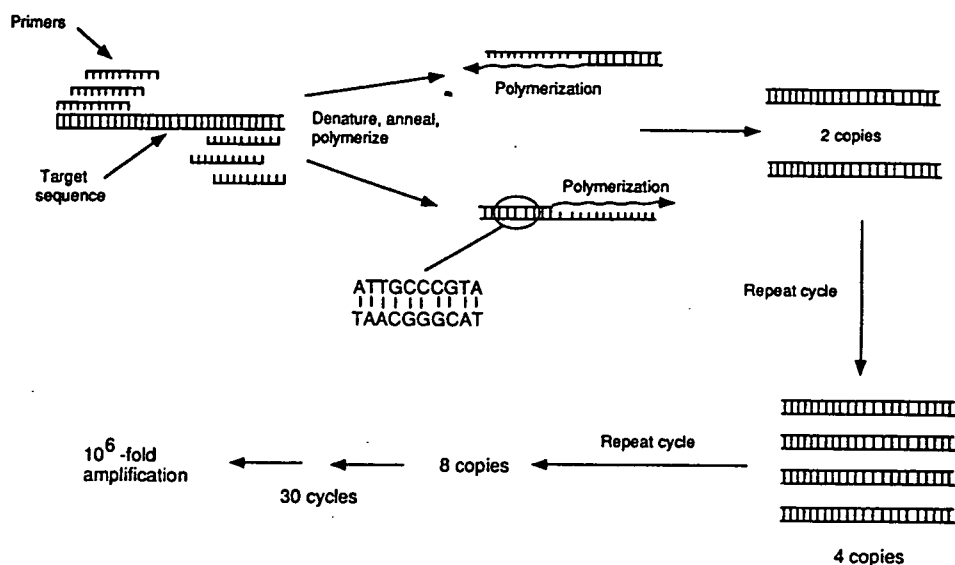 Primers
Target
sequence
Denature, anneal,
polymerize
Polymerization
Polymerization
ATTGCCCGTA
TAACGGGCAT
2 copies
Repeat cycle
4 copies
Repeat cycle
8 copies
30 cycles
10⁶ -fold
amplification